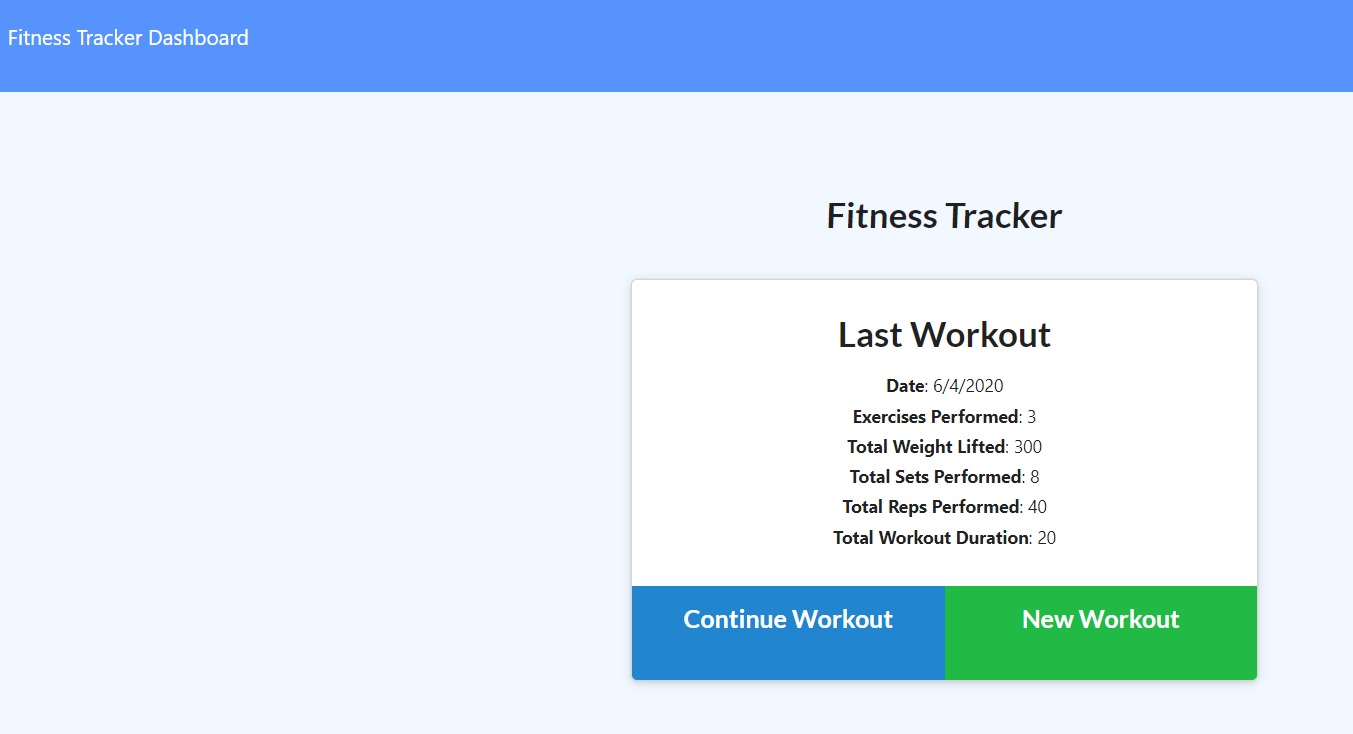 Fitness Tracker Dashboard
Fitness Tracker
Last Workout
Date: 6/4/2020
Exercises Performed: 3
Total Weight Lifted: 300
Total Sets Performed: 8
Total Reps Performed: 40
Total Workout Duration: 20
Continue Workout
New Workout